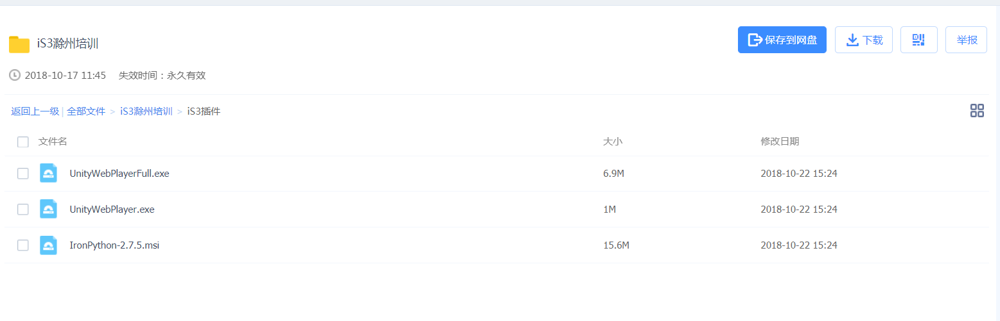 iS3滁州培训
保存到网盘 下载 举报
2018-10-17 11:45 失效时间：永久有效
返回上一级 | 全部文件 > iS3滁州培训 > iS3插件
文件名 大小 修改日期
UnityWebPlayerFull.exe 6.9M 2018-10-22 15:24
UnityWebPlayer.exe 1M 2018-10-22 15:24
IronPython-2.7.5.msi 15.6M 2018-10-22 15:24